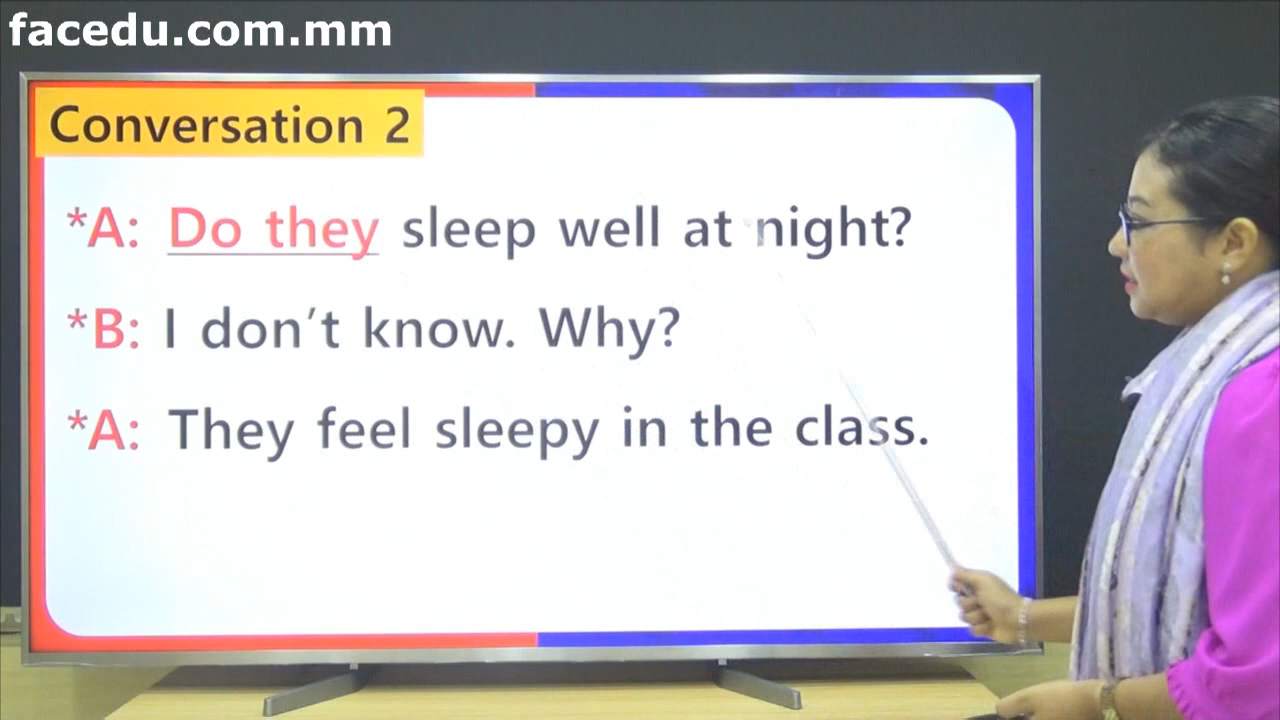 facedu.com.mm
Conversation 2
*A: Do they sleep well at night?
*B: I don't know. Why?
*A: They feel sleepy in the class.